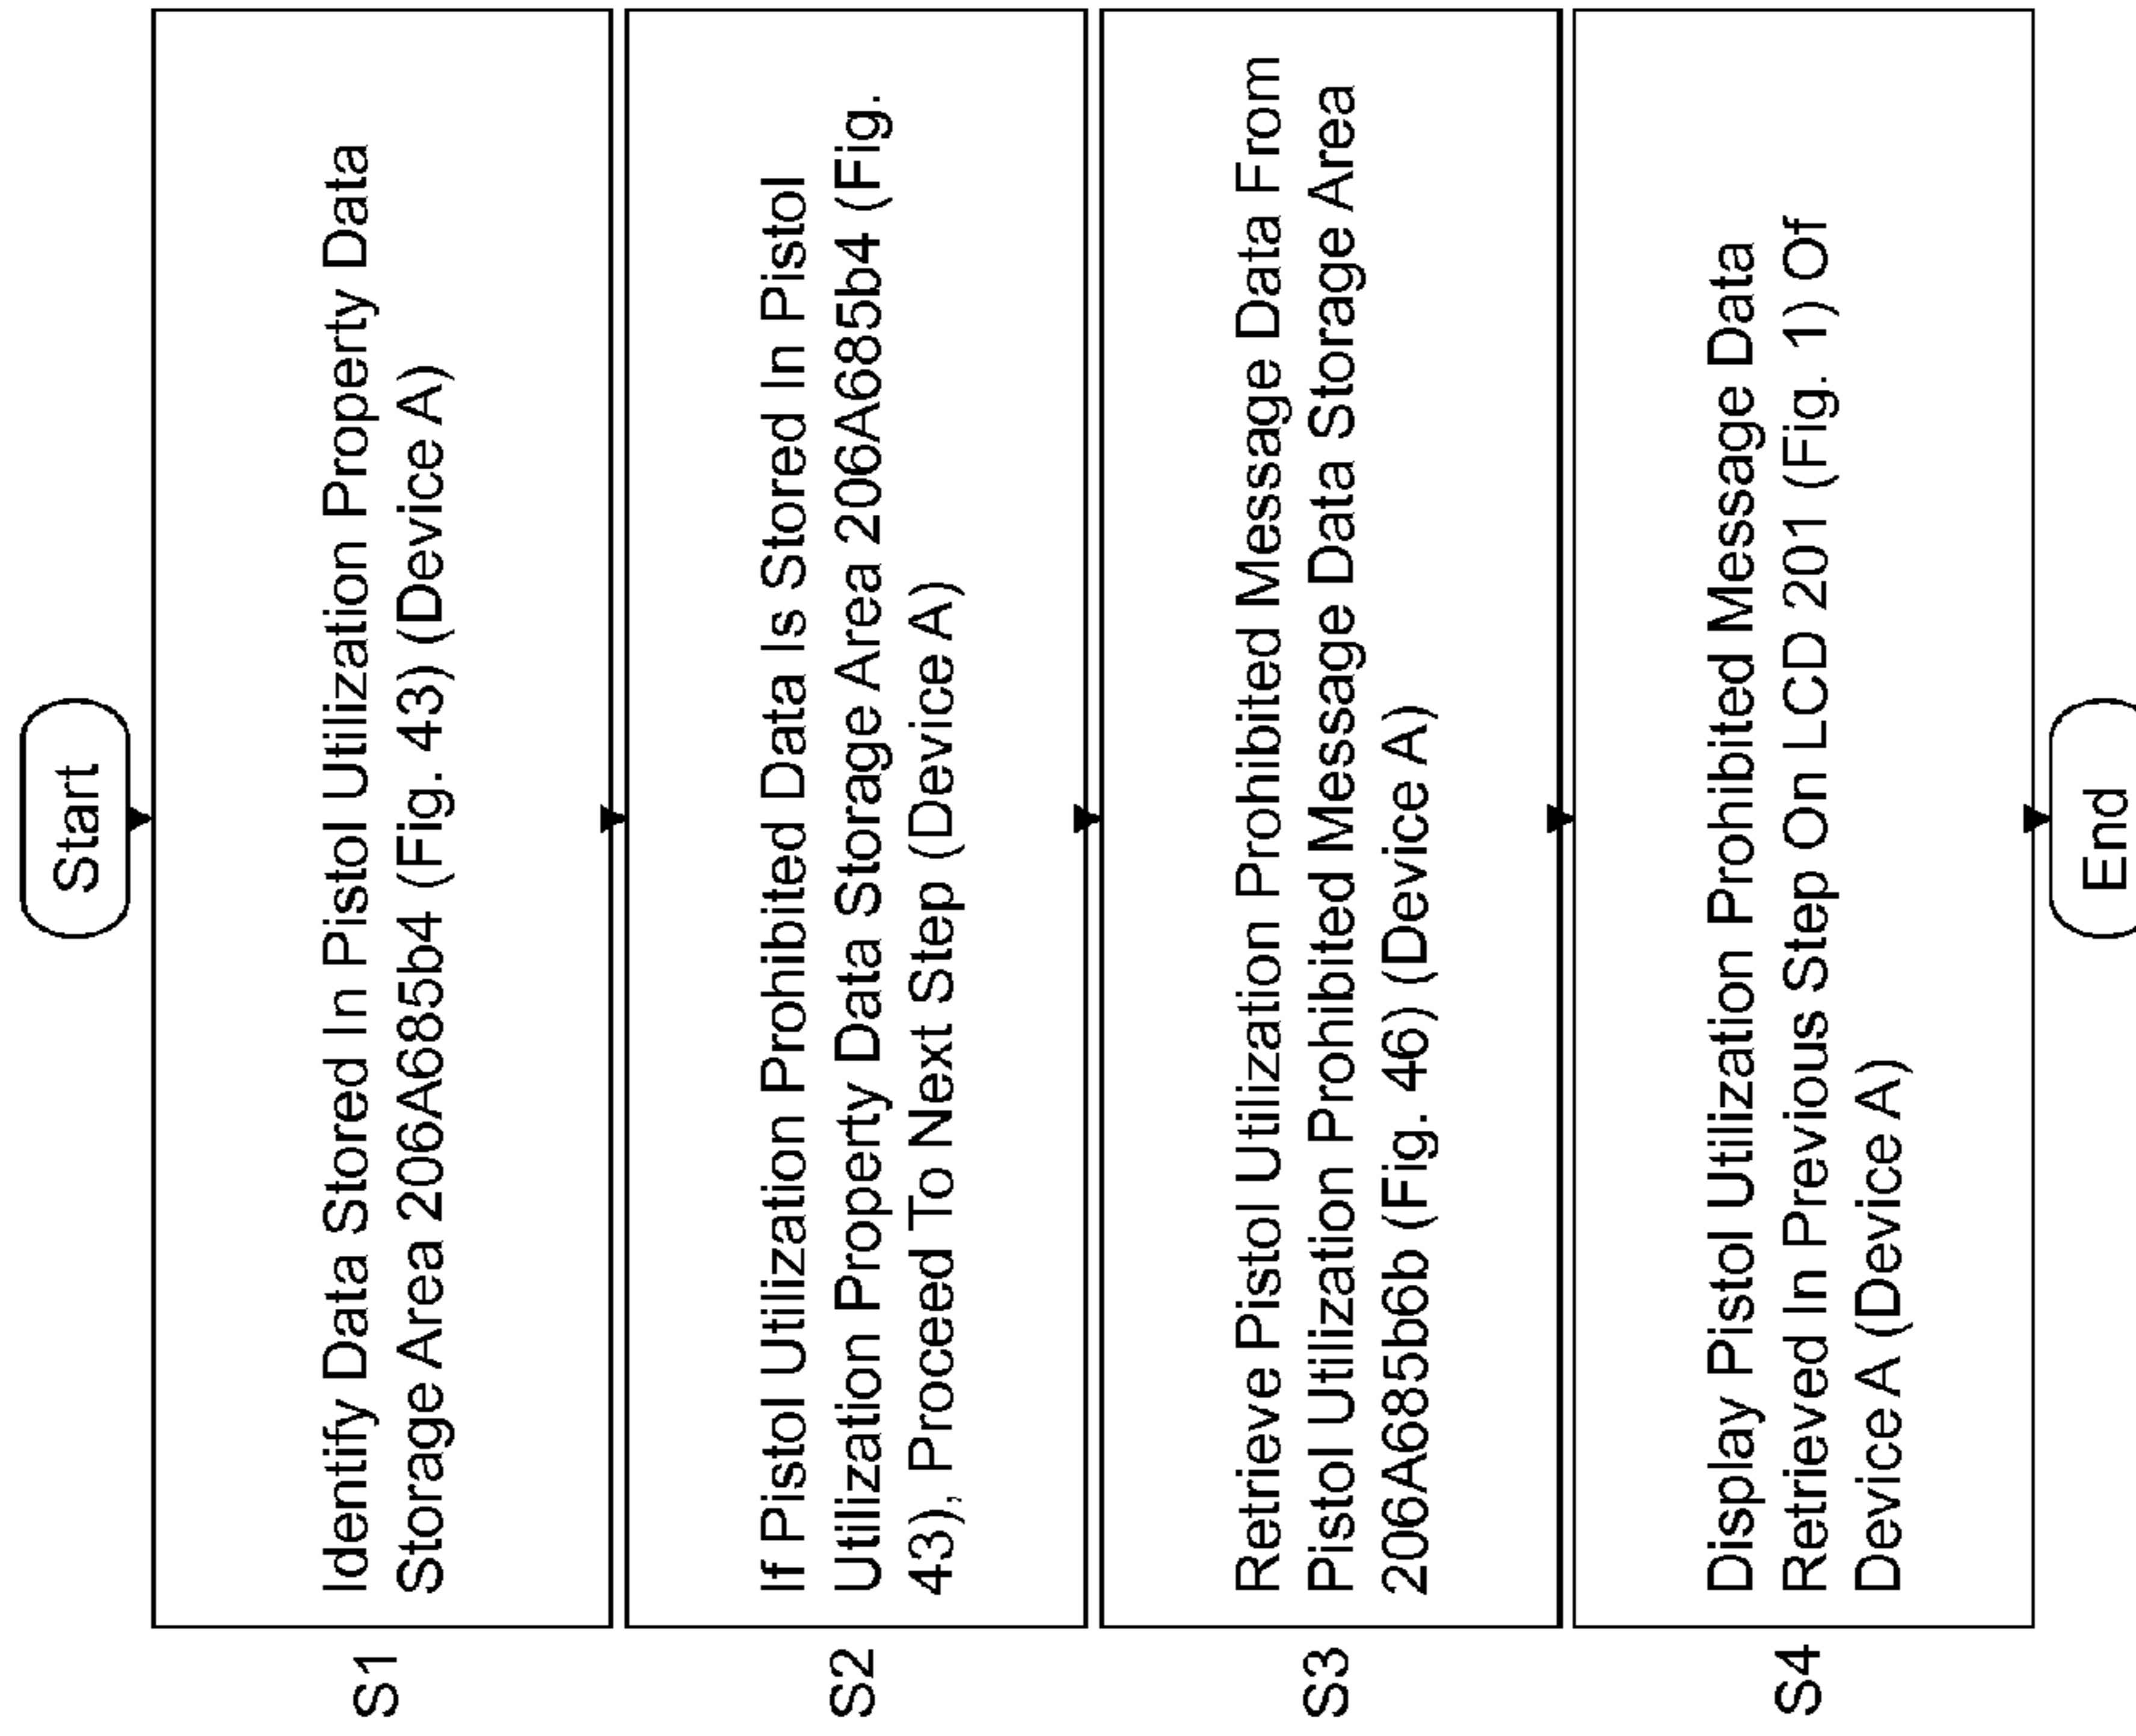 Start
S1
Identify Data Stored In Pistol Utilization Property Data
Storage Area 206A685b4 (Fig. 43) (Device A)
S2
If Pistol Utilization Prohibited Data Is Stored In Pistol
Utilization Property Data Storage Area 206A685b4 (Fig.
43), Proceed To Next Step (Device A)
S3
Retrieve Pistol Utilization Prohibited Message Data From
Pistol Utilization Prohibited Message Data Storage Area
206A685b6b (Fig. 46) (Device A)
S4
Display Pistol Utilization Prohibited Message Data
Retrieved In Previous Step On LCD 201 (Fig. 1) Of
Device A (Device A)
End